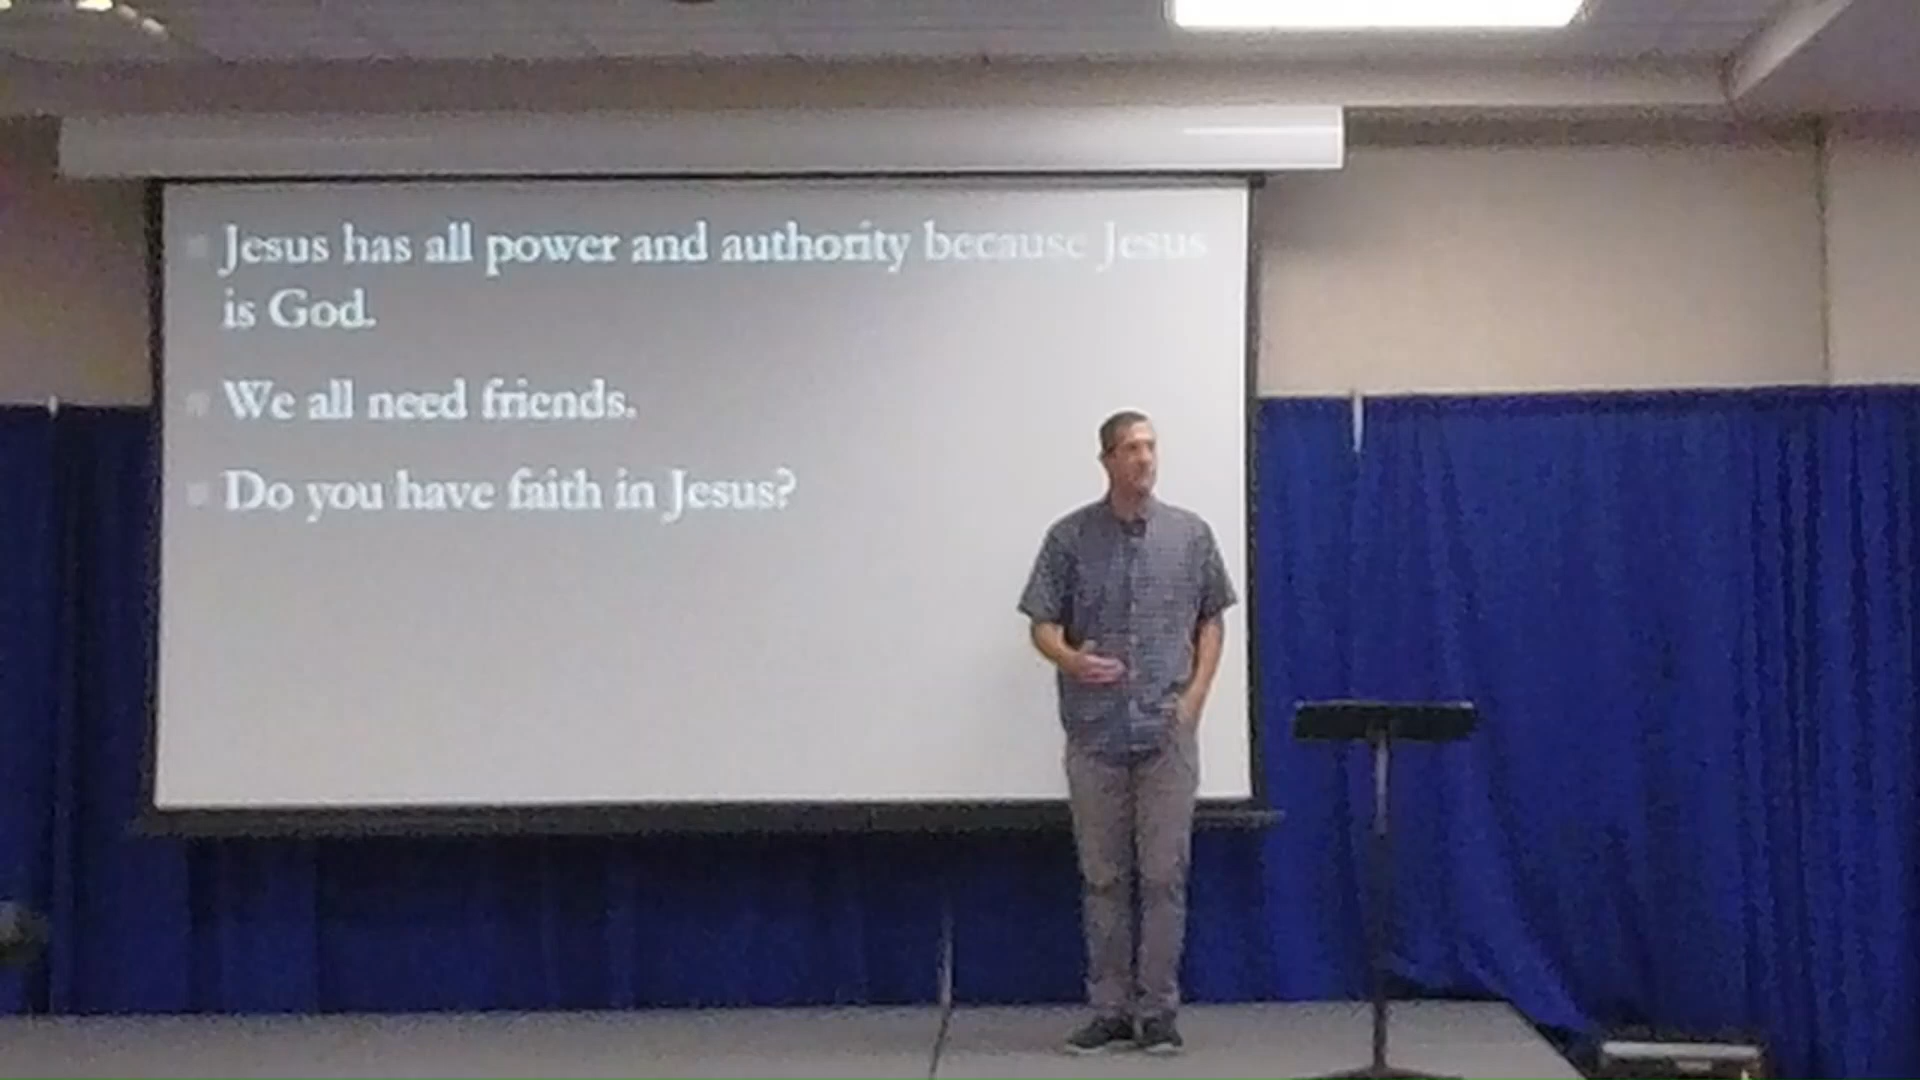 Jesus has all power and authority because Jesus
is God.
We all need friends.
Do you have faith in Jesus?